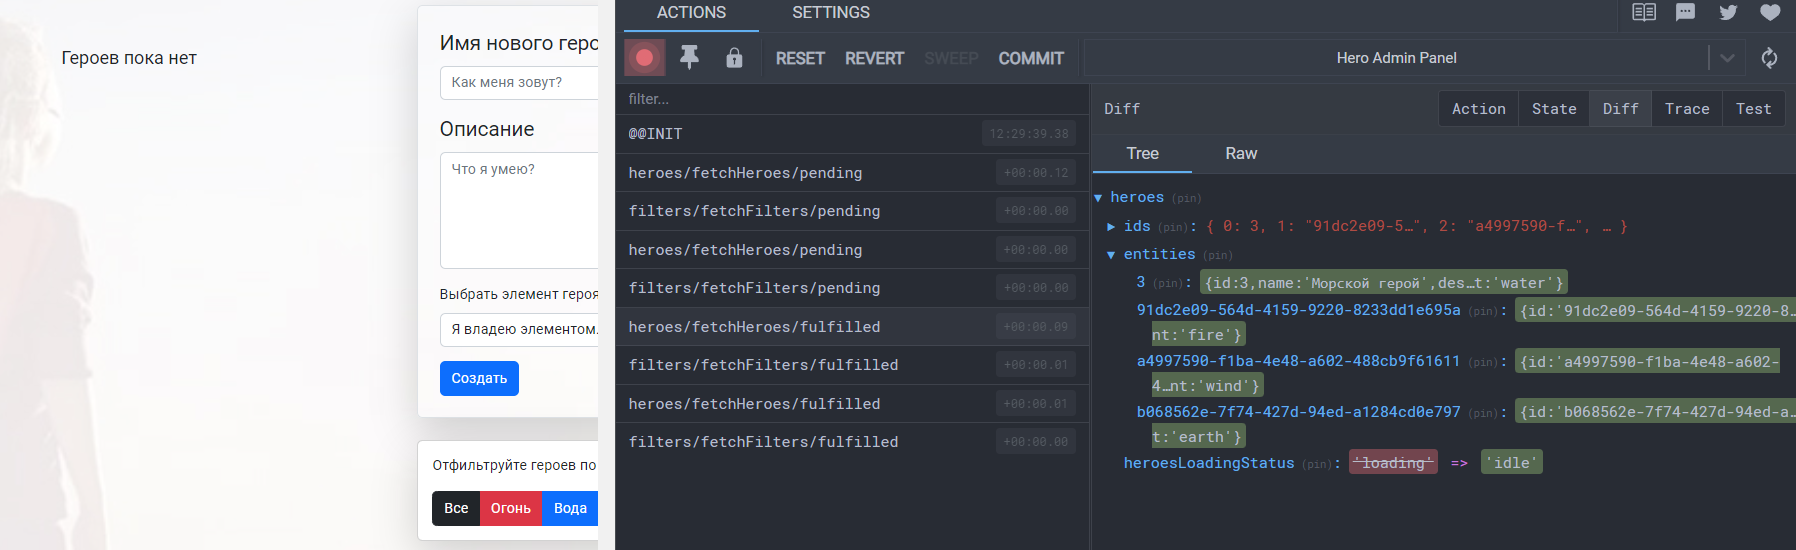 Героев пока нет
Имя нового геро
Как меня зовут?
Описание
Что я умею?
Выбрать элемент героя
Я владею элементом.
Создать
Отфильтруйте героев по
Все Огонь Вода
ACTIONS SETTINGS
RESET REVERT SWEEP COMMIT Hero Admin Panel
filter...
@@INIT 12:29:39.38
heroes/fetchHeroes/pending +00:00.12
filters/fetchFilters/pending +00:00.00
heroes/fetchHeroes/pending +00:00.00
filters/fetchFilters/pending +00:00.00
heroes/fetchHeroes/fulfilled +00:00.09
filters/fetchFilters/fulfilled +00:00.01
heroes/fetchHeroes/fulfilled +00:00.01
filters/fetchFilters/fulfilled +00:00.00
Diff Action State Diff Trace Test
Tree Raw
heroes (pin)
ids (pin): { 0: 3, 1: "91dc2e09-5…", 2: "a4997590-f…", … }
entities (pin)
3 (pin): {id:3,name:'Морской герой',des…t:'water'}
91dc2e09-564d-4159-9220-8233dd1e695a (pin): {id:'91dc2e09-564d-4159-9220-8…
nt:'fire'}
a4997590-f1ba-4e48-a602-488cb9f61611 (pin): {id:'a4997590-f1ba-4e48-a602-
4…nt:'wind'}
b068562e-7f74-427d-94ed-a1284cd0e797 (pin): {id:'b068562e-7f74-427d-94ed-a…
t:'earth'}
heroesLoadingStatus (pin): 'loading' => 'idle'